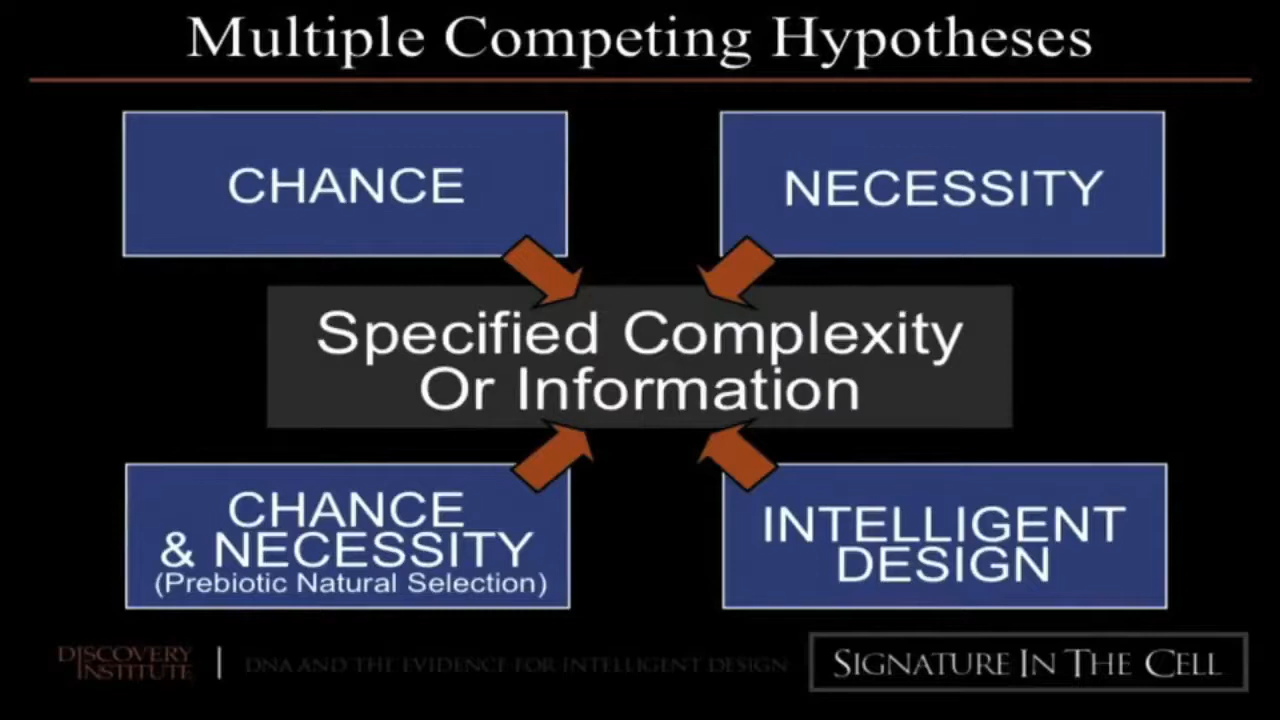 Multiple Competing Hypotheses
CHANCE
NECESSITY
Specified Complexity
Or Information
CHANCE
& NECESSITY
(Prebiotic Natural Selection)
INTELLIGENT
DESIGN
DISCOVERY
INSTITUTE
DNA AND THE EVIDENCE FOR INTELLIGENT DESIGN
SIGNATURE IN THE CELL